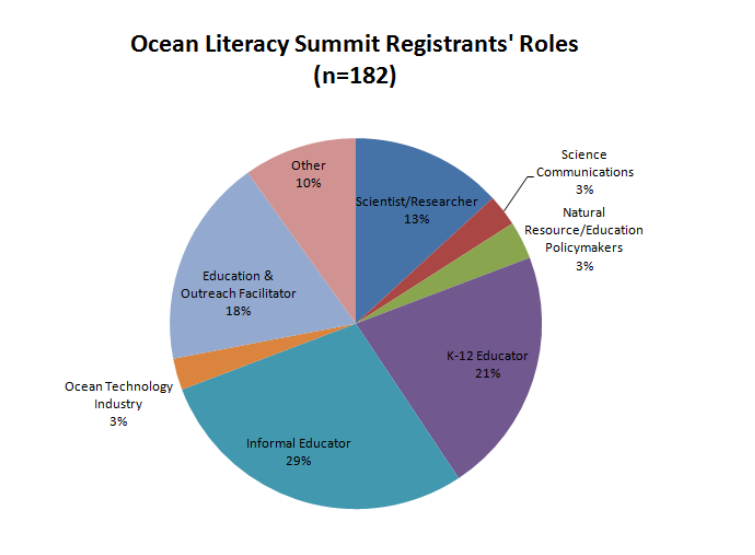 Ocean Literacy Summit Registrants' Roles
(n=182)
Other
10%
Scientist/Researcher
13%
Science
Communications
3%
Natural
Resource/Education
Policymakers
3%
Education &
Outreach Facilitator
18%
K-12 Educator
21%
Ocean Technology
Industry
3%
Informal Educator
29%